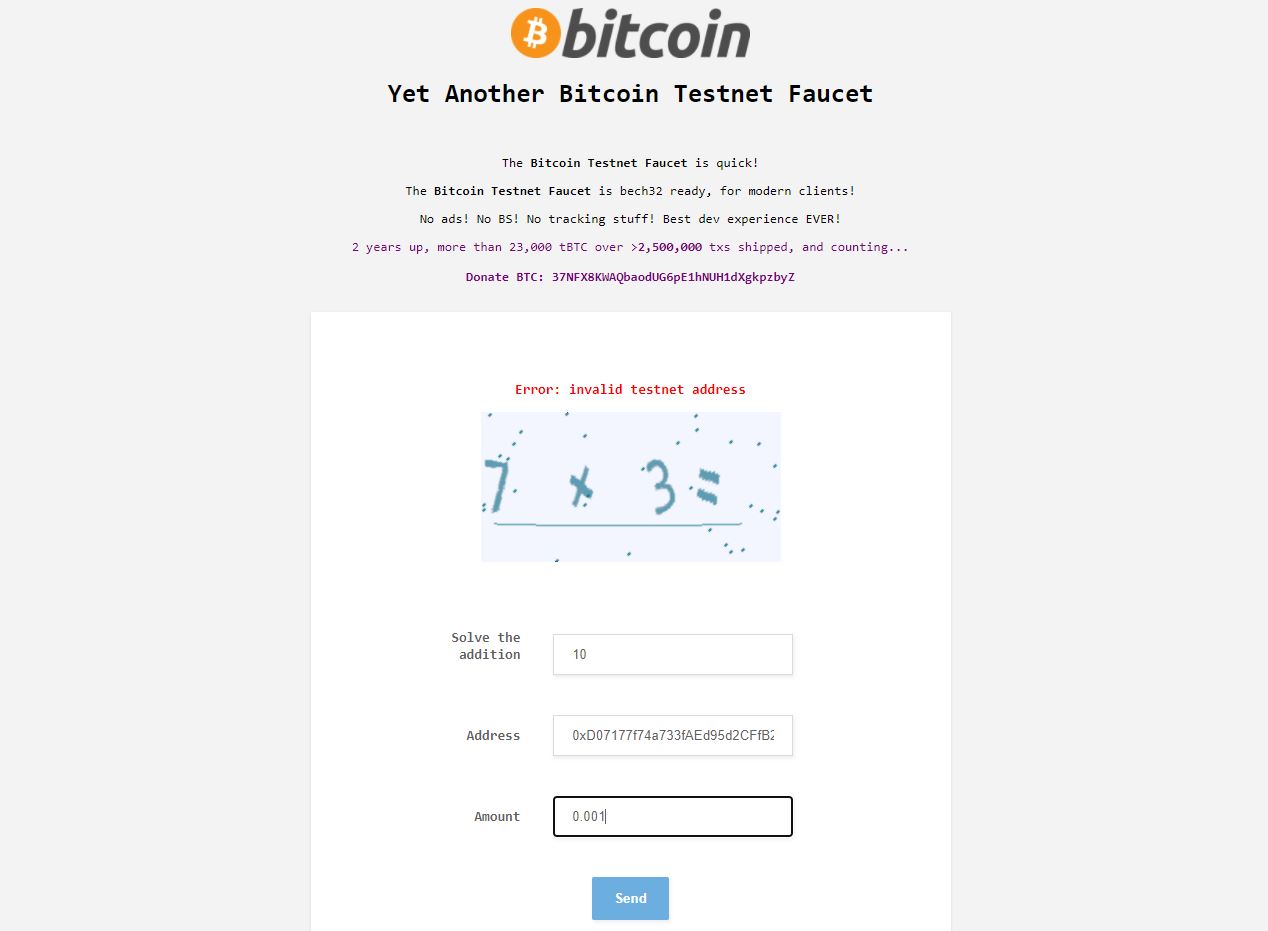 bitcoin
Yet Another Bitcoin Testnet Faucet
The Bitcoin Testnet Faucet is quick!
The Bitcoin Testnet Faucet is bech32 ready, for modern clients!
No ads! No BS! No tracking stuff! Best dev experience EVER!
2 years up, more than 23,000 tBTC over >2,500,000 txs shipped, and counting...
Donate BTC: 37NFX8KWAQbaodUG6pE1hNUH1dXgkpzbyZ
Error: invalid testnet address
7 + 3 =
Solve the
addition
10
Address
0xD07177f74a733fAEd95d2CFfB2
Amount
0.001
Send